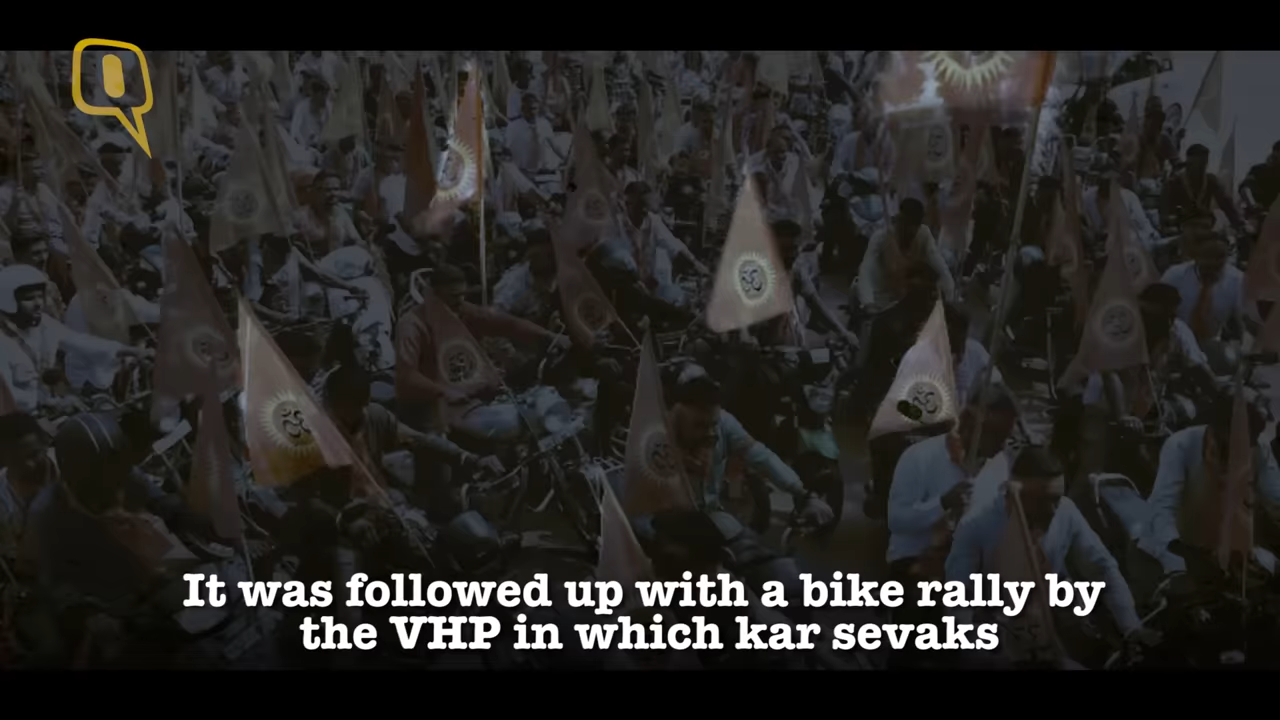 It was followed up with a bike rally by
the VHP in which kar sevaks
ॐ
ॐ
ॐ